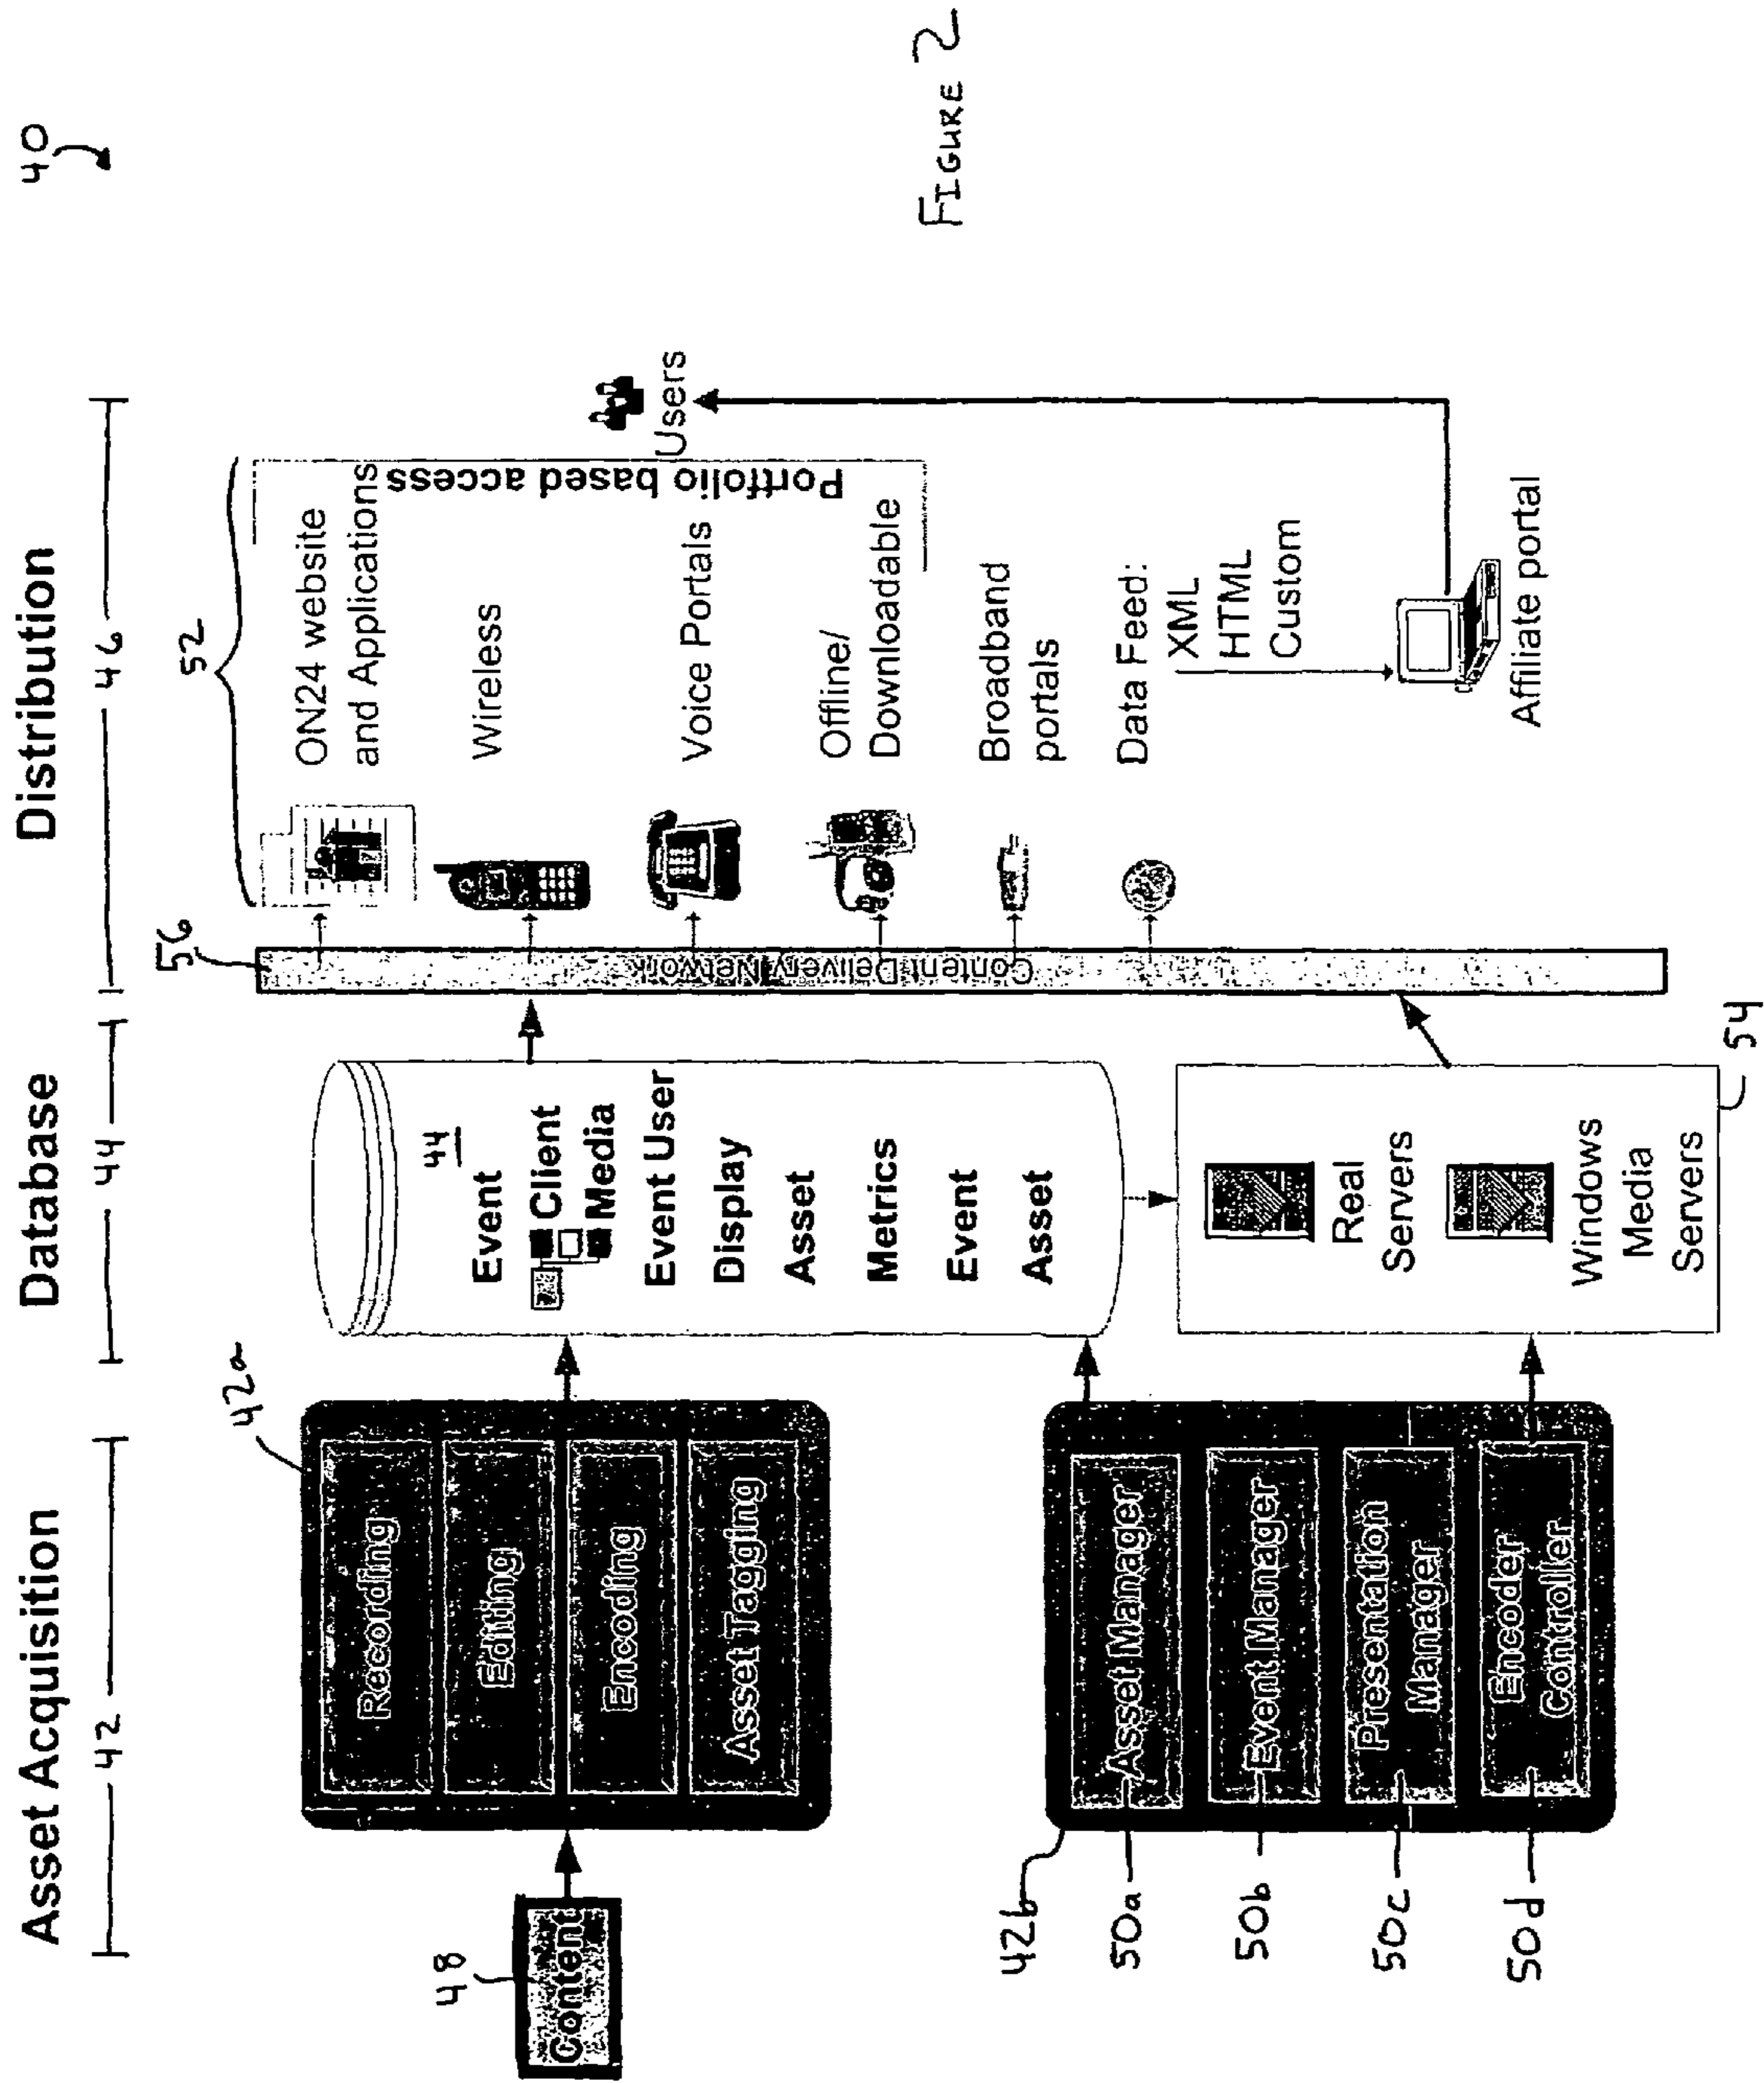 40
Asset Acquisition
Database
Distribution
42
44
46
42a
56
52
48
Content
Recording
Editing
Encoding
Asset Tagging
44
Event
Client
Media
Event User
Display
Asset
Metrics
Event
Asset
Content Delivery Network
ON24 website
and Applications
Wireless
Voice Portals
Offline/
Downloadable
Broadband
portals
Data Feed:
XML
HTML
Custom
Portfolio based access
Users
Affiliate portal
42b
50a
50b
50c
50d
Asset Manager
Event Manager
Presentation
Manager
Encoder
Controller
Real
Servers
Windows
Media
Servers
54
FIGURE 2